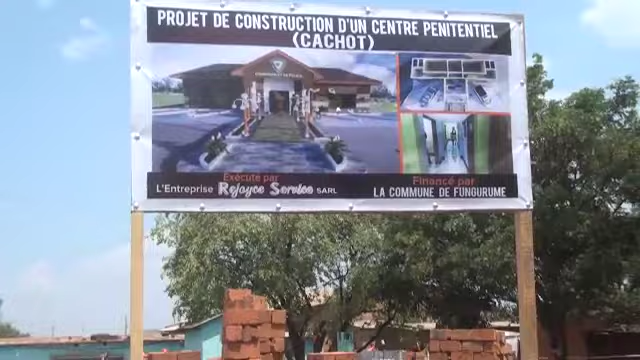 PROJET DE CONSTRUCTION D'UN CENTRE PENITENTIEL
(CACHOT)
Exécuté par
L'Entreprise Rejoyce Service SARL
Financé par
LA COMMUNE DE FUNGURUME